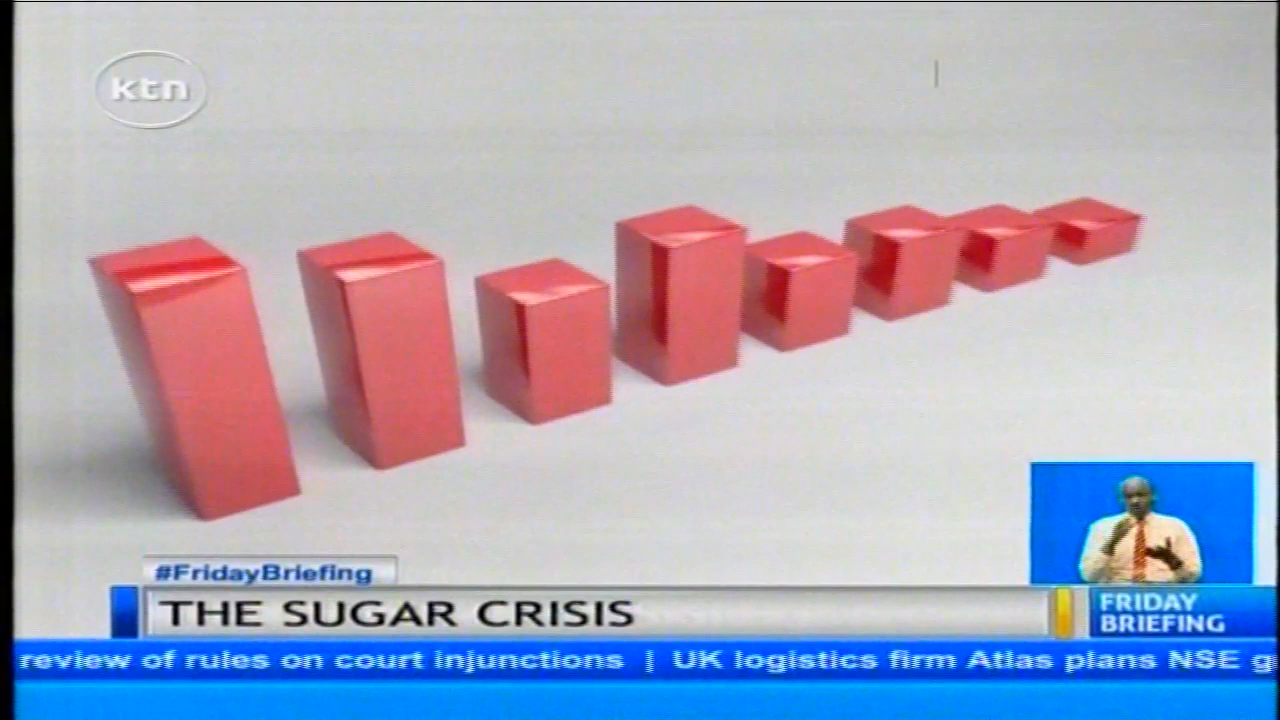 ktn
#FridayBriefing
THE SUGAR CRISIS
FRIDAY
BRIEFING
review of rules on court injunctions | UK logistics firm Atlas plans NSE g